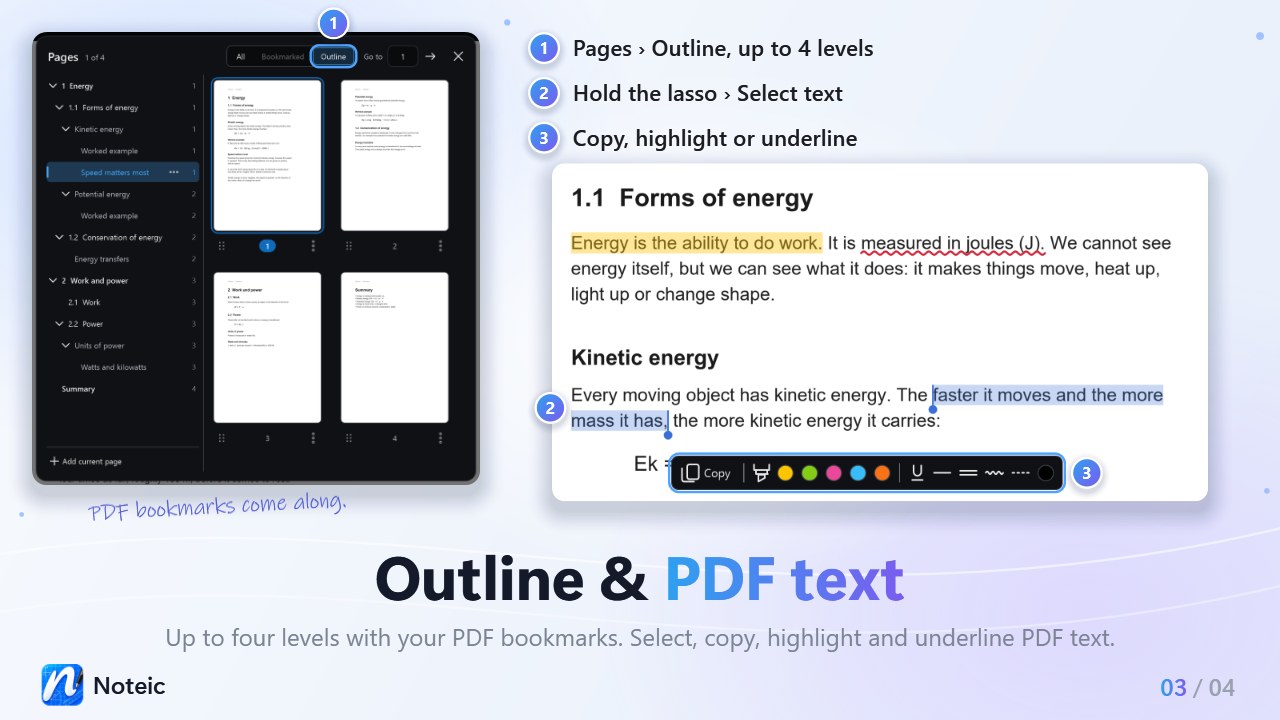 1
Pages 1 of 4
All Bookmarked Outline Go to 1
1 Energy 1
1.1 Forms of energy 1
Kinetic energy 1
Worked example 1
Speed matters most 1
Potential energy 2
Worked example 2
1.2 Conservation of energy 2
Energy transfers 2
2 Work and power 3
2.1 Work 3
2.2 Power 3
Units of power 3
Watts and kilowatts 3
Summary 4
Add current page
1
2
3
4
PDF bookmarks come along.
1 Pages › Outline, up to 4 levels
2 Hold the lasso › Select text
3 Copy, highlight or underline
1.1 Forms of energy
Energy is the ability to do work. It is measured in joules (J). We cannot see
energy itself, but we can see what it does: it makes things move, heat up,
light up or change shape.
Kinetic energy
2
Every moving object has kinetic energy. The faster it moves and the more
mass it has, the more kinetic energy it carries:
Ek =
Copy
3
Outline & PDF text
Up to four levels with your PDF bookmarks. Select, copy, highlight and underline PDF text.
Noteic
03 / 04